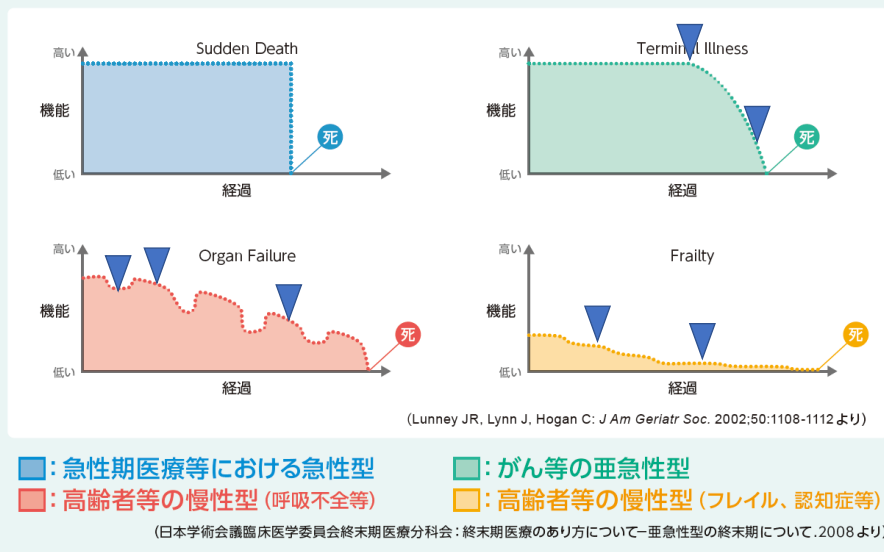 Sudden Death
高い
機能
低い
死
経過
Terminal Illness
高い
機能
低い
死
経過
Organ Failure
高い
機能
低い
死
経過
Frailty
高い
機能
低い
死
経過
(Lunney JR, Lynn J, Hogan C: J Am Geriatr Soc. 2002;50:1108-1112より)
：急性期医療等における急性型
：がん等の亜急性型
：高齢者等の慢性型（呼吸不全等）
：高齢者等の慢性型（フレイル、認知症等）
（日本学術会議臨床医学委員会終末期医療分科会：終末期医療のあり方について−亜急性型の終末期について.2008より）